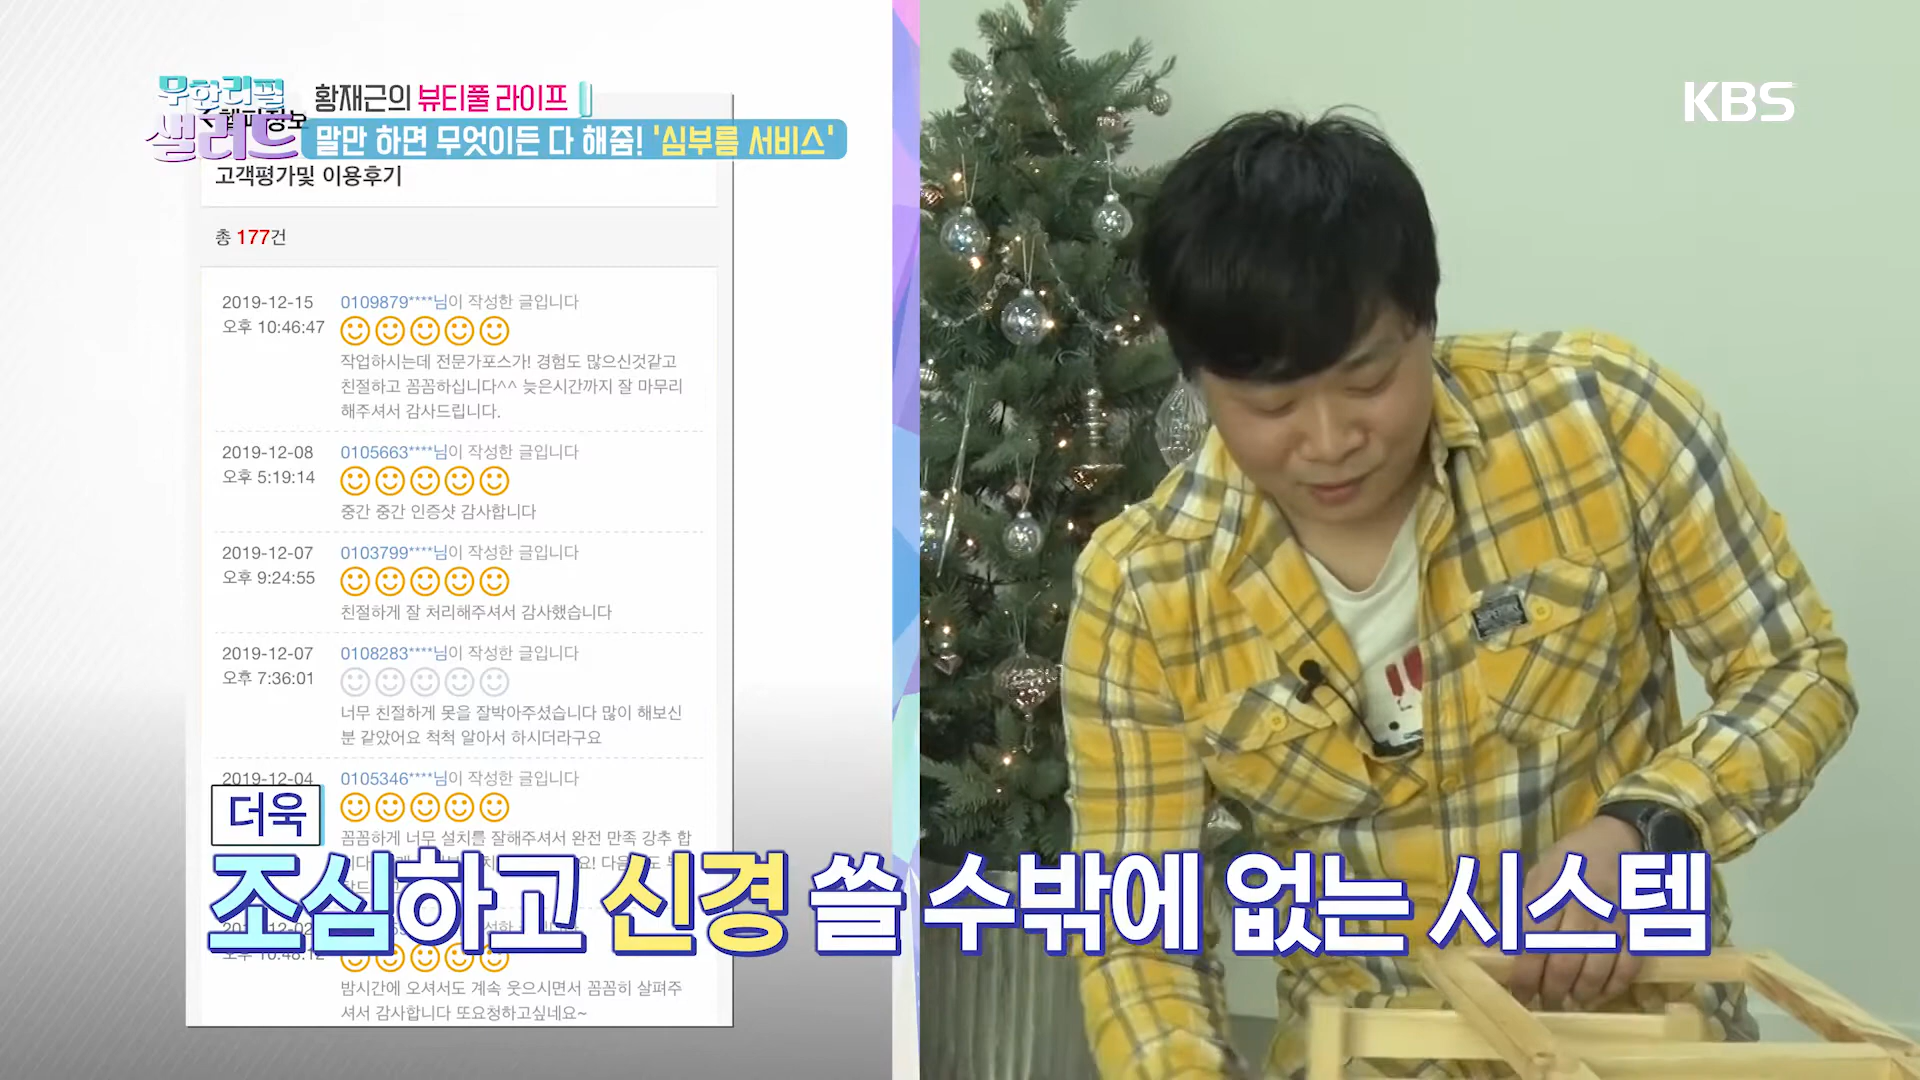 무한리필
샐러드
황재근의 뷰티풀 라이프
말만 하면 무엇이든 다 해줌! '심부름 서비스'
KBS
고객평가및 이용후기
총 177건
2019-12-15
오후 10:46:47
0109879****님이 작성한 글입니다
작업하시는데 전문가포스가! 경험도 많으신것같고
친절하고 꼼꼼하십니다^^ 늦은시간까지 잘 마무리
해주셔서 감사드립니다.
2019-12-08
오후 5:19:14
0105663****님이 작성한 글입니다
중간 중간 인증샷 감사합니다
2019-12-07
오후 9:24:55
0103799****님이 작성한 글입니다
친절하게 잘 처리해주셔서 감사했습니다
2019-12-07
오후 7:36:01
0108283****님이 작성한 글입니다
너무 친절하게 못을 잘박아주셨습니다 많이 해보신
분 같았어요 척척 알아서 하시더라구요
2019-12-04
0105346****님이 작성한 글입니다
꼼꼼하게 너무 설치를 잘해주셔서 완전 만족 강추 합
더욱
조심하고 신경 쓸 수밖에 없는 시스템
밤시간에 오셔서도 계속 웃으시면서 꼼꼼히 살펴주
셔서 감사합니다 또요청하고싶네요~